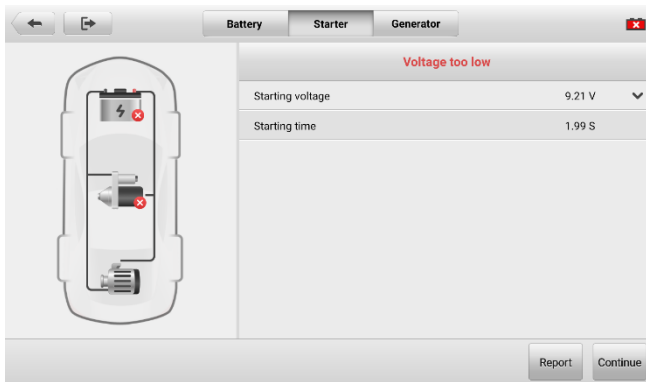 Battery Starter Generator
Voltage too low
Starting voltage 9.21 V
Starting time 1.99 S
Report Continue